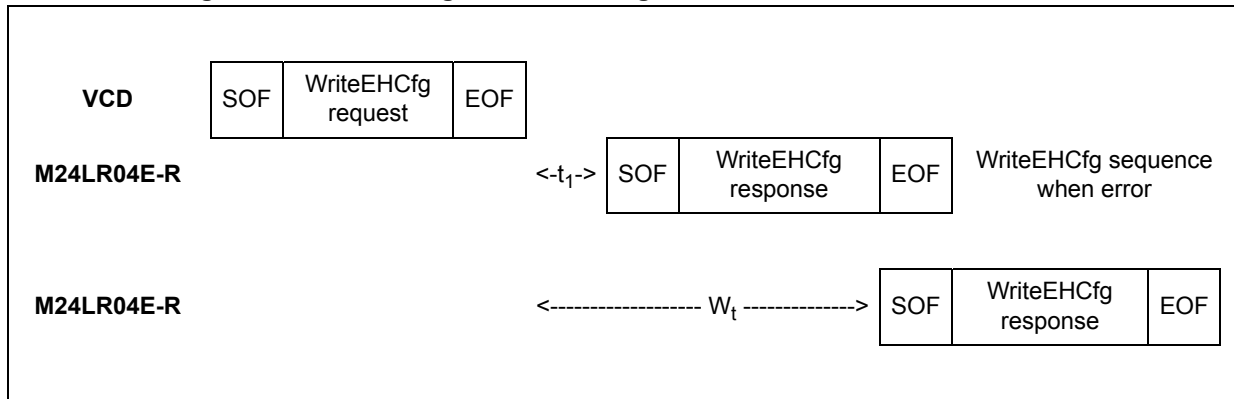 VCD SOF WriteEHCfg request EOF
M24LR04E-R <-t1-> SOF WriteEHCfg response EOF WriteEHCfg sequence when error
M24LR04E-R <------------------- Wt --------------> SOF WriteEHCfg response EOF